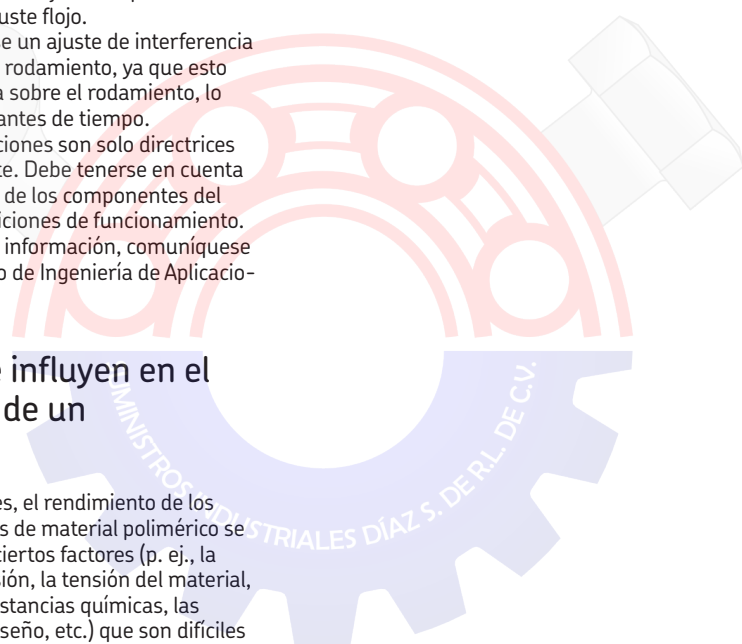 uste flojo.
e un ajuste de interferencia
rodamiento, ya que esto
a sobre el rodamiento, lo
antes de tiempo.
ciones son solo directrices
te. Debe tenerse en cuenta
de los componentes del
iciones de funcionamiento.
información, comuníquese
o de Ingeniería de Aplicacio-
influyen en el
de un
es, el rendimiento de los
s de material polimérico se
ciertos factores (p. ej., la
sión, la tensión del material,
stancias químicas, las
seño, etc.) que son difíciles
SUMINISTROS INDUSTRIALES DÍAZ S. DE R.L. DE C.V.